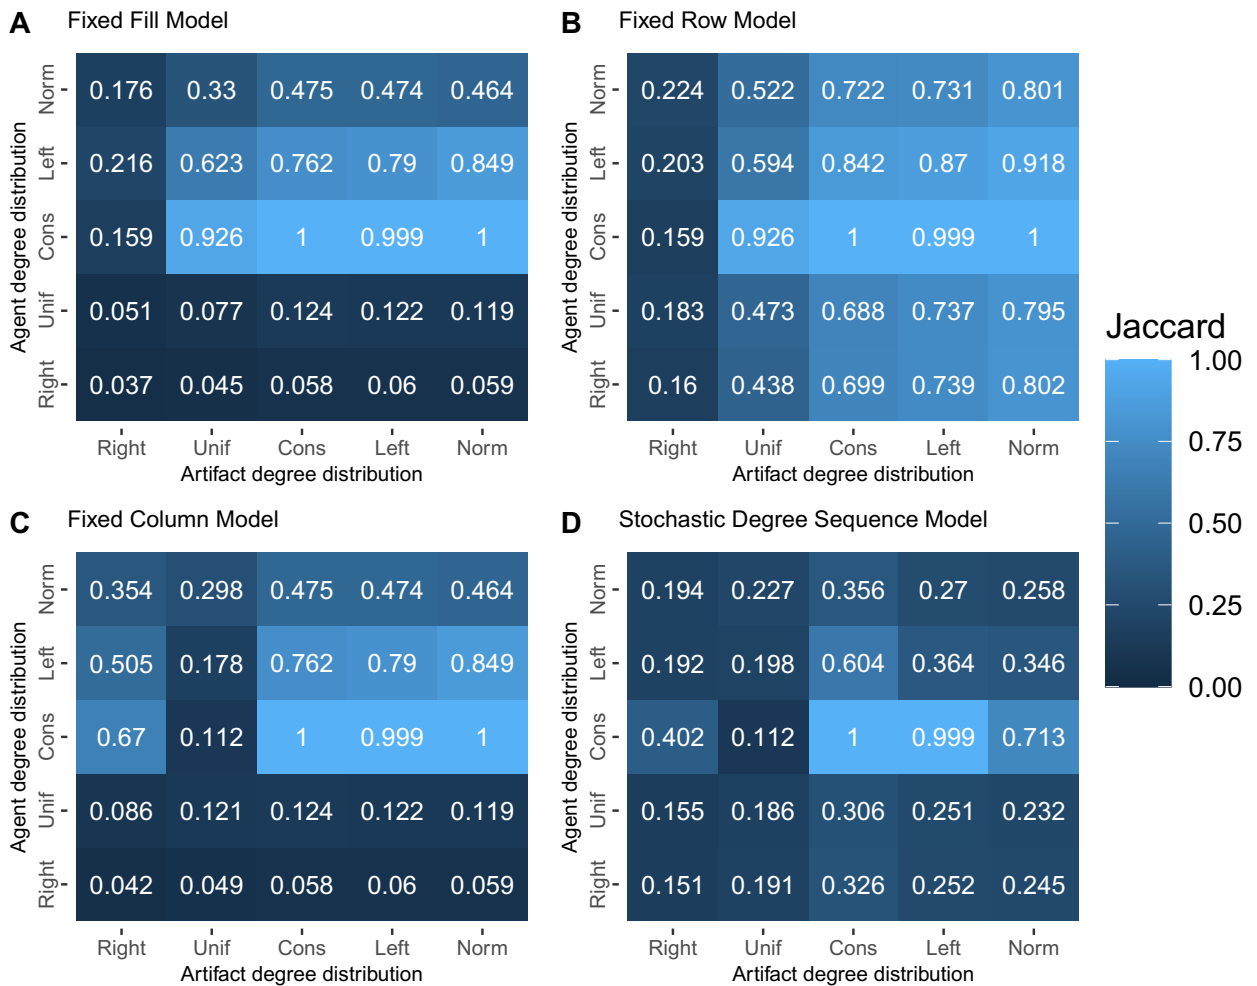 A Fixed Fill Model
Agent degree distribution
Norm 0.176 0.33 0.475 0.474 0.464
Left 0.216 0.623 0.762 0.79 0.849
Cons 0.159 0.926 1 0.999 1
Unif 0.051 0.077 0.124 0.122 0.119
Right 0.037 0.045 0.058 0.06 0.059
Right Unif Cons Left Norm
Artifact degree distribution
B Fixed Row Model
Agent degree distribution
Norm 0.224 0.522 0.722 0.731 0.801
Left 0.203 0.594 0.842 0.87 0.918
Cons 0.159 0.926 1 0.999 1
Unif 0.183 0.473 0.688 0.737 0.795
Right 0.16 0.438 0.699 0.739 0.802
Right Unif Cons Left Norm
Artifact degree distribution
C Fixed Column Model
Agent degree distribution
Norm 0.354 0.298 0.475 0.474 0.464
Left 0.505 0.178 0.762 0.79 0.849
Cons 0.67 0.112 1 0.999 1
Unif 0.086 0.121 0.124 0.122 0.119
Right 0.042 0.049 0.058 0.06 0.059
Right Unif Cons Left Norm
Artifact degree distribution
D Stochastic Degree Sequence Model
Agent degree distribution
Norm 0.194 0.227 0.356 0.27 0.258
Left 0.192 0.198 0.604 0.364 0.346
Cons 0.402 0.112 1 0.999 0.713
Unif 0.155 0.186 0.306 0.251 0.232
Right 0.151 0.191 0.326 0.252 0.245
Right Unif Cons Left Norm
Artifact degree distribution
Jaccard
1.00
0.75
0.50
0.25
0.00